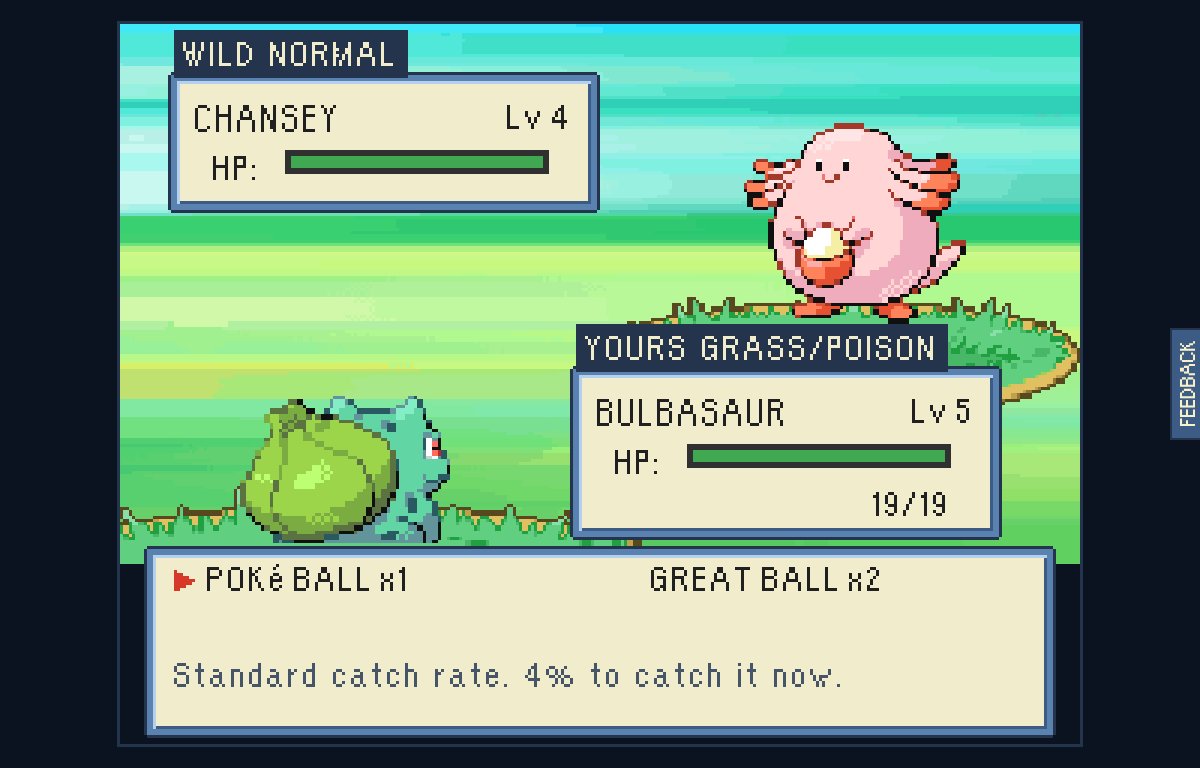 WILD NORMAL
CHANSEY Lv 4
HP:
YOURS GRASS/POISON
BULBASAUR Lv 5
HP:
19/19
POKé BALL x1 GREAT BALL x2
Standard catch rate. 4% to catch it now.
FEEDBACK